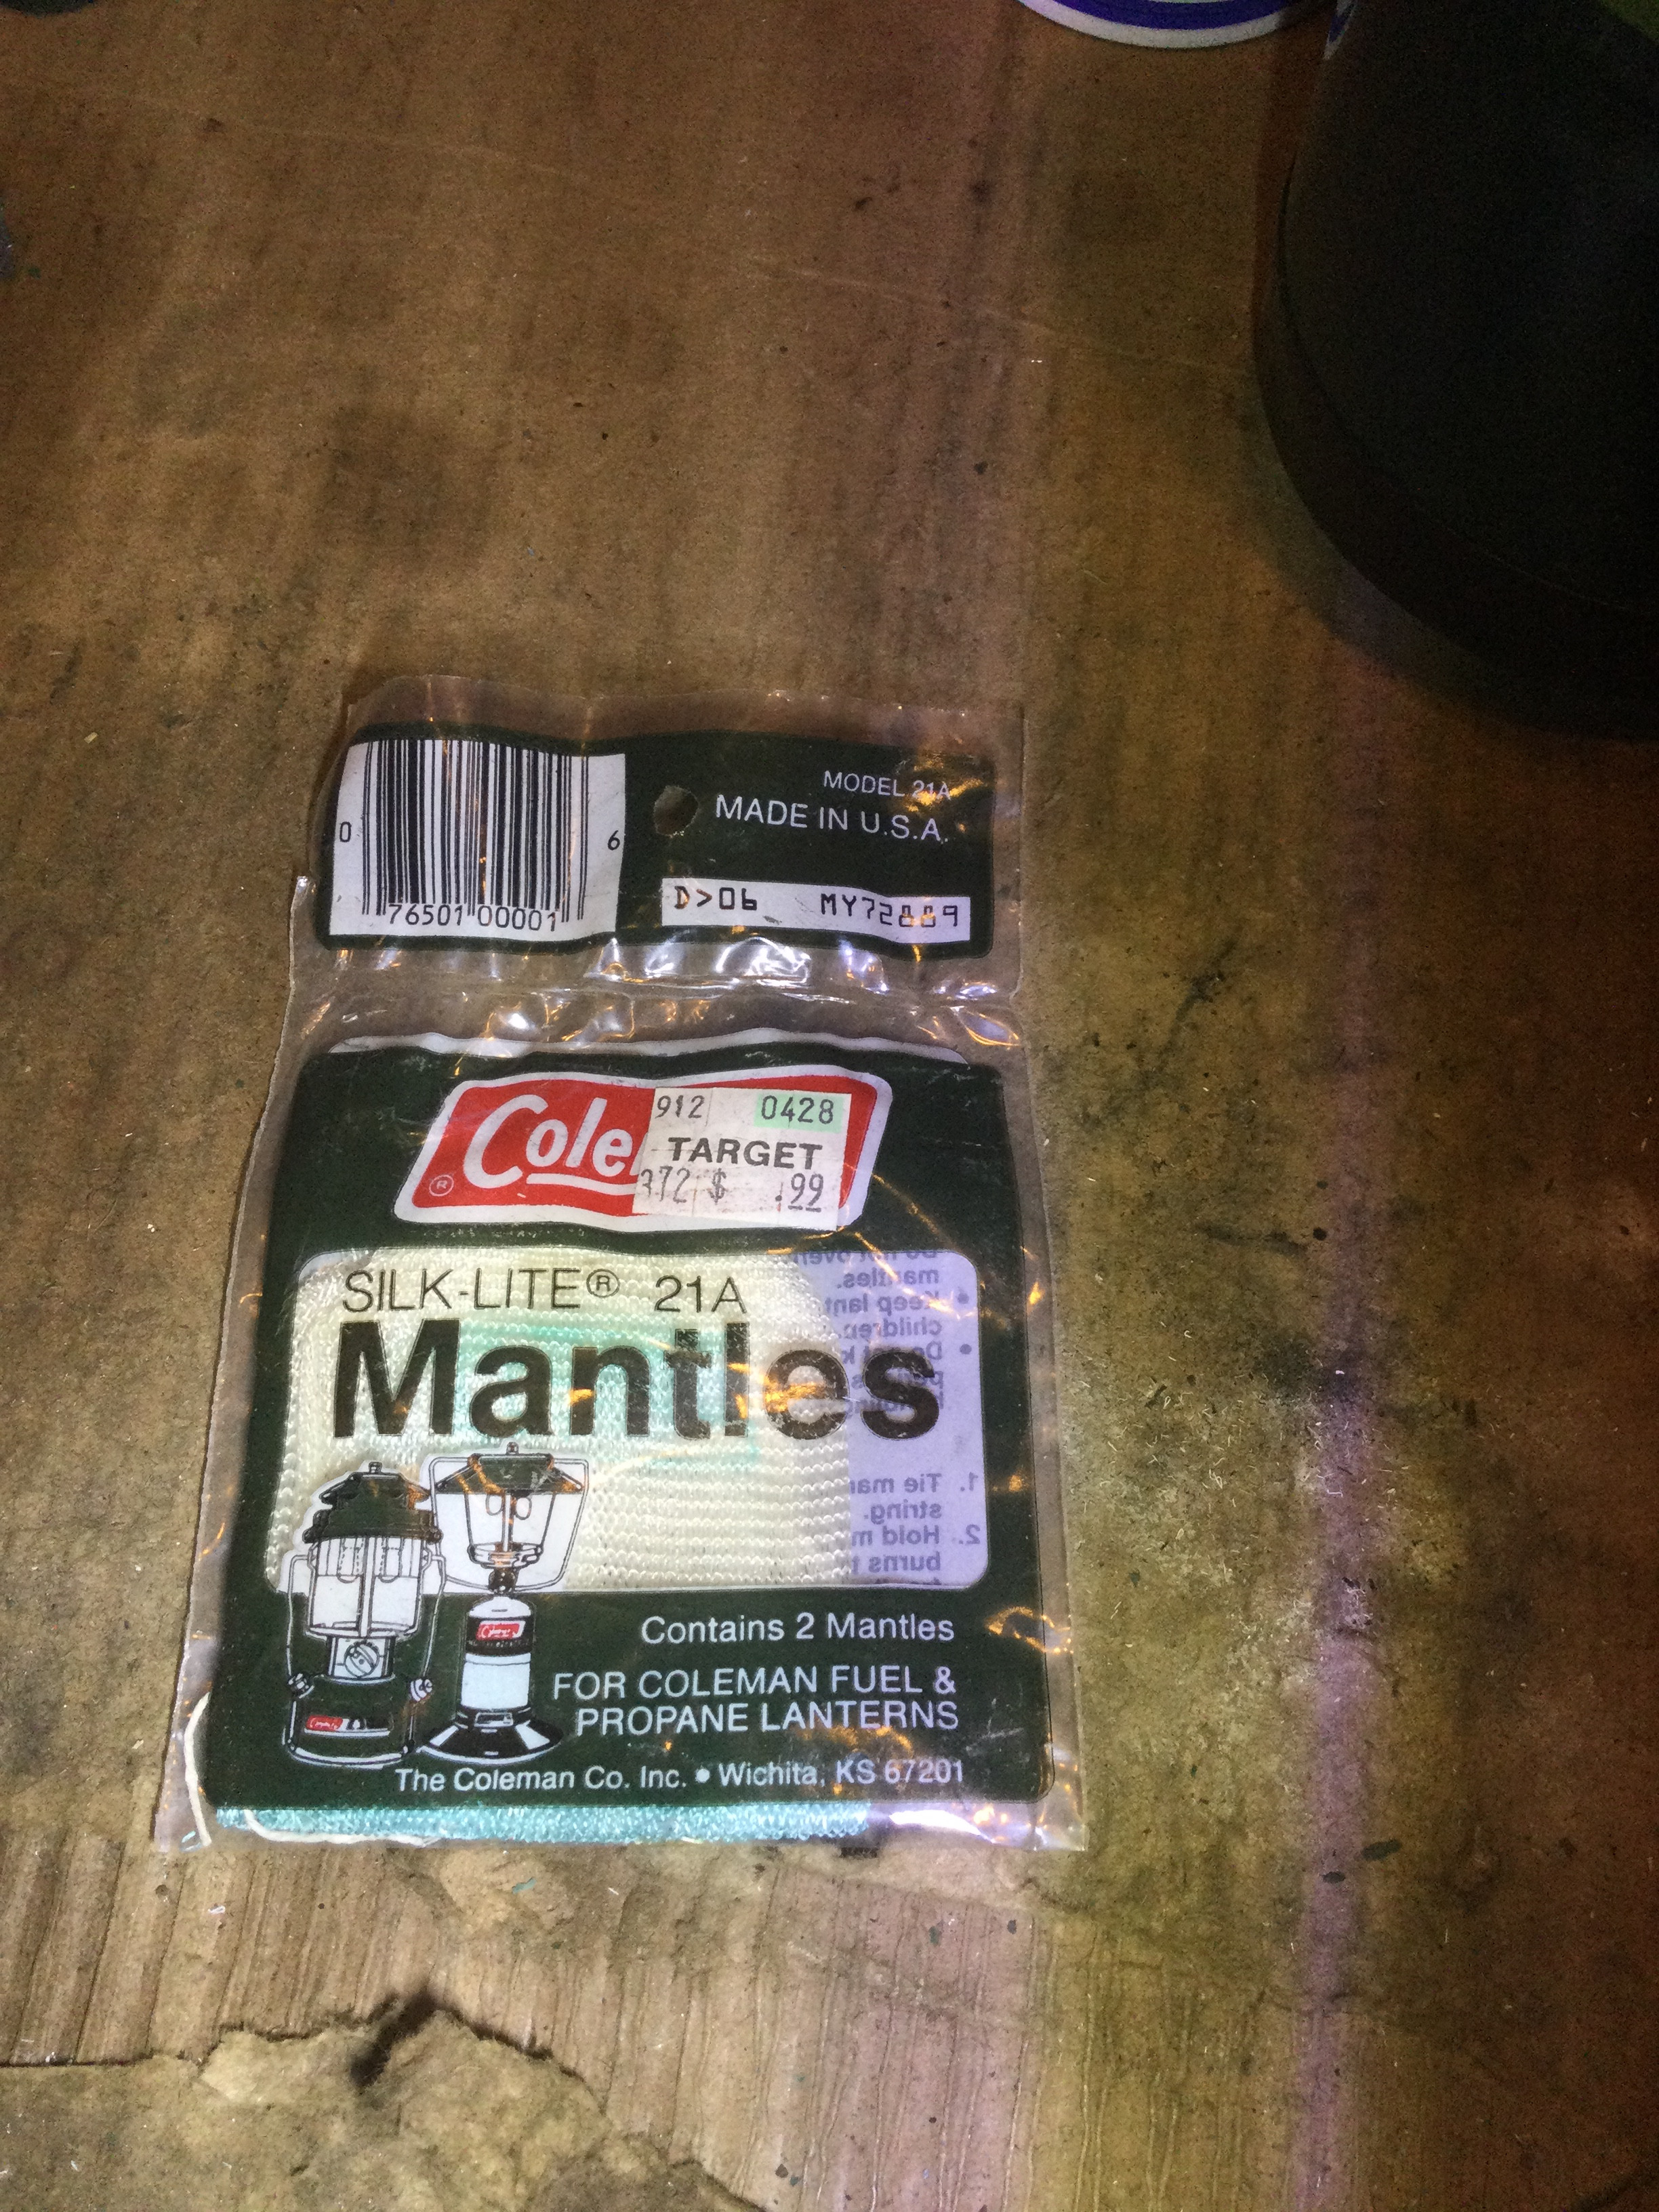 MODEL 21A
MADE IN U.S.A.
0 76501 00001 6
D>06 MY72889
Cole
®
912 0428
TARGET
372 $ .99
SILK-LITE® 21A
Mantles
mantles.
• Keep lant
children.
•
1. Tie man
string.
2. Hold m
burns t
Contains 2 Mantles
FOR COLEMAN FUEL &
PROPANE LANTERNS
The Coleman Co. Inc. • Wichita, KS 67201